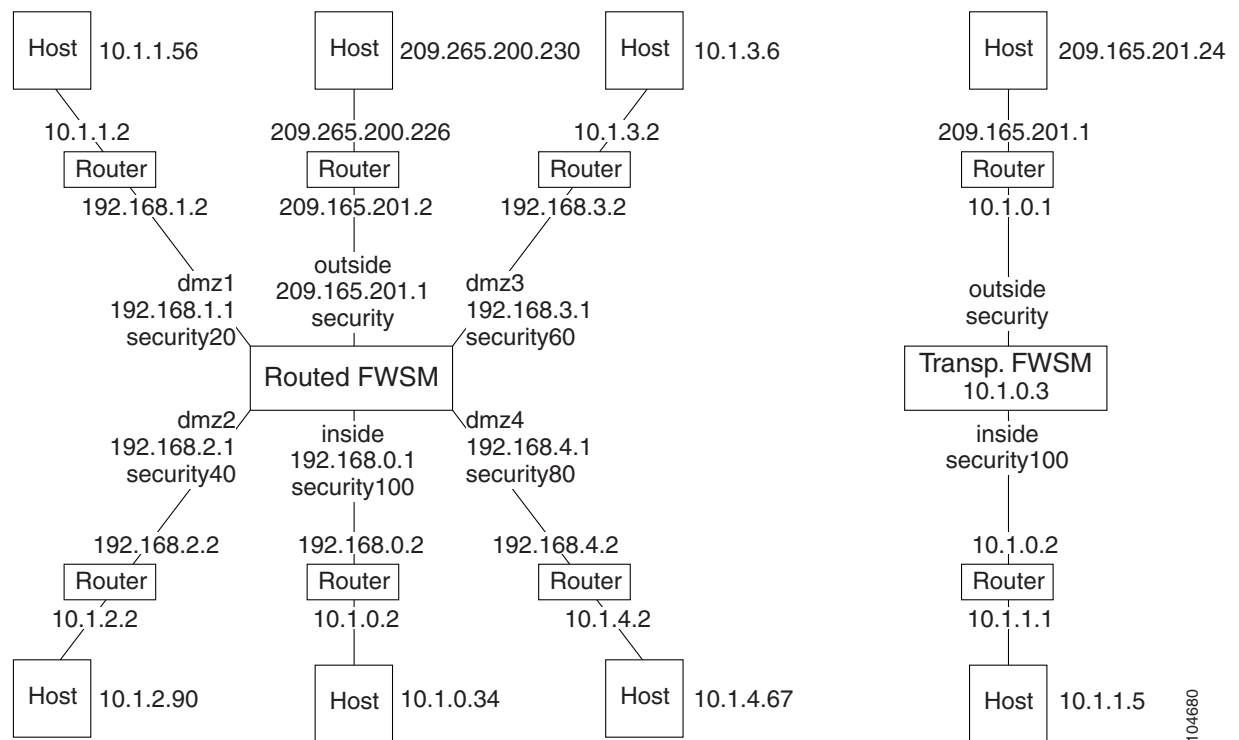 Host 10.1.1.56
Host 209.265.200.230
Host 10.1.3.6
Host 209.165.201.24
10.1.1.2
209.265.200.226
10.1.3.2
209.165.201.1
Router
Router
Router
Router
192.168.1.2
209.165.201.2
192.168.3.2
10.1.0.1
dmz1
192.168.1.1
security20
outside
209.165.201.1
security
dmz3
192.168.3.1
security60
outside
security
Routed FWSM
Transp. FWSM
10.1.0.3
dmz2
192.168.2.1
security40
inside
192.168.0.1
security100
dmz4
192.168.4.1
security80
inside
security100
192.168.2.2
192.168.0.2
192.168.4.2
10.1.0.2
Router
Router
Router
Router
10.1.2.2
10.1.0.2
10.1.4.2
10.1.1.1
Host 10.1.2.90
Host 10.1.0.34
Host 10.1.4.67
Host 10.1.1.5
104680